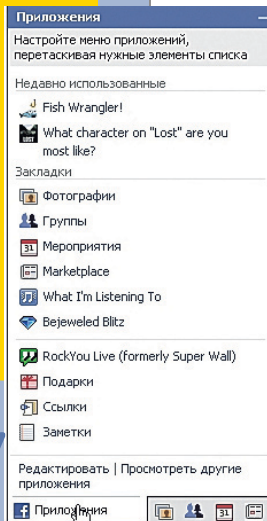 Приложения
Настройте меню приложений,
перетаскивая нужные элементы списка
Недавно использованные
Fish Wrangler!
What character on "Lost" are you
most like?
Закладки
Фотографии
Группы
31 Мероприятия
Marketplace
What I'm Listening To
Bejeweled Blitz
RockYou Live (formerly Super Wall)
Подарки
Ссылки
Заметки
Редактировать | Просмотреть другие
приложения
Приложения 31